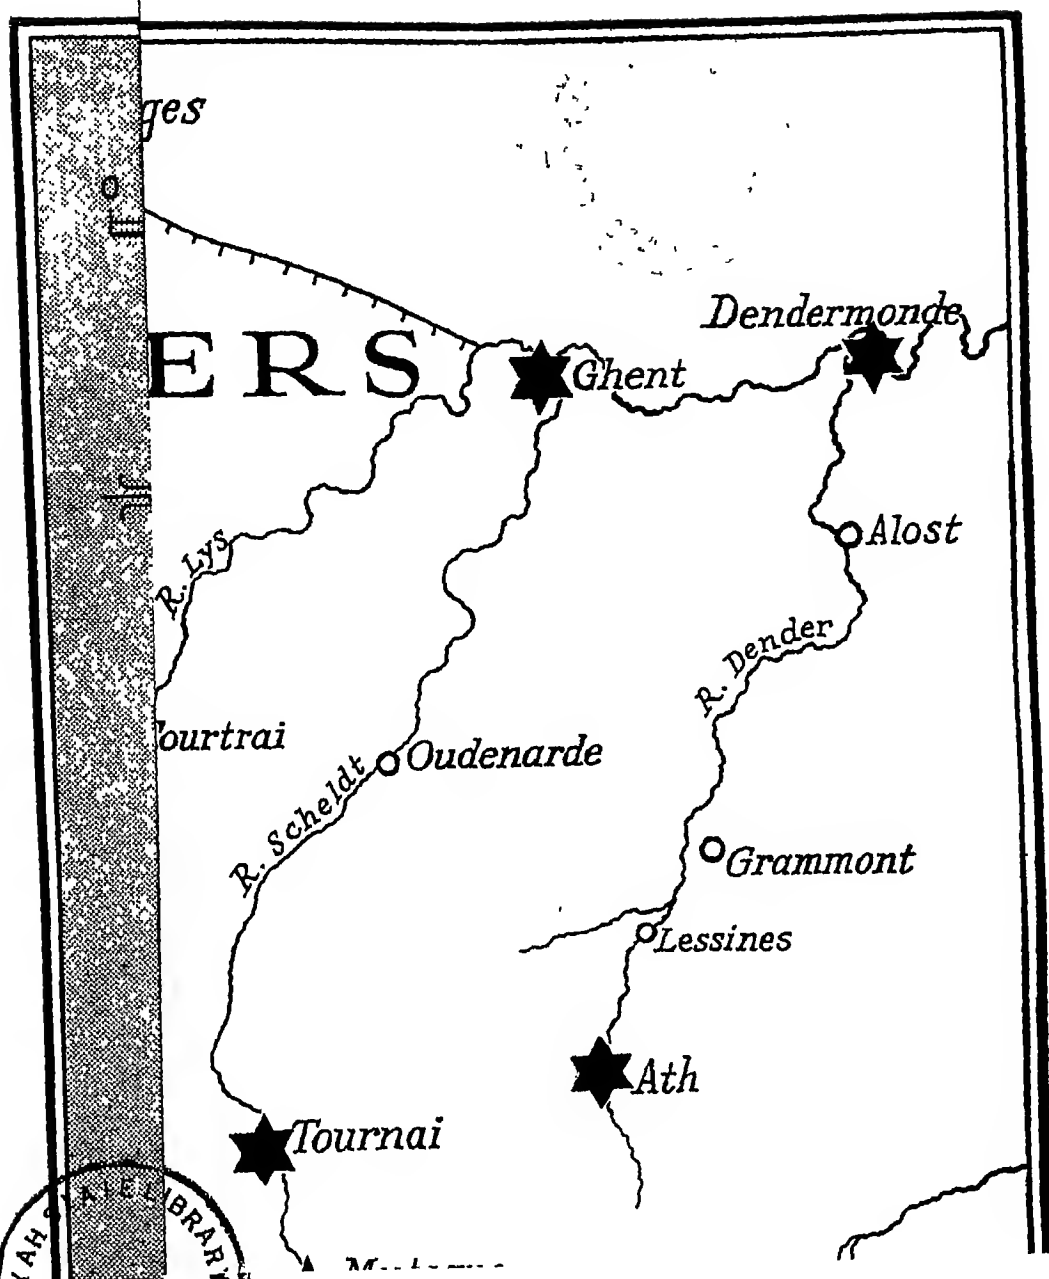 ges
Dendermonde
ERS
Ghent
Alost
R. Lys
R. Dender
ourtrai
Oudenarde
R. Scheldt
Grammont
Lessines
Ath
Tournai